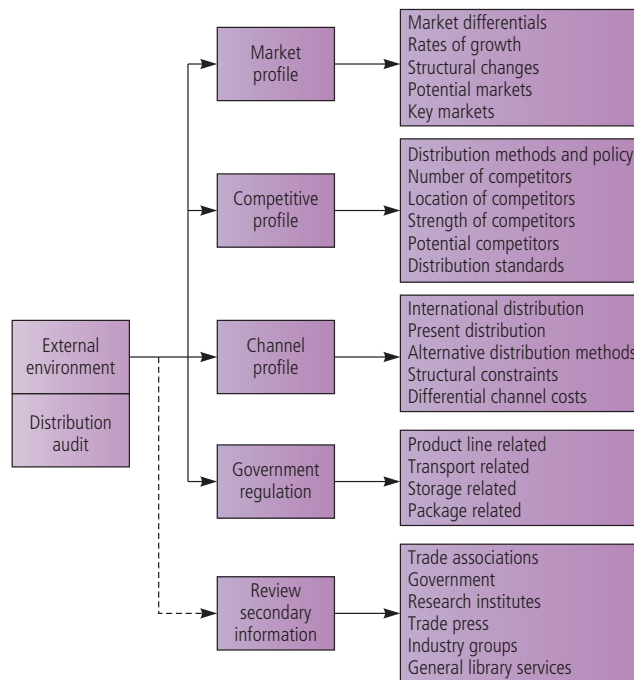 Market
profile
Market differentials
Rates of growth
Structural changes
Potential markets
Key markets
Competitive
profile
Distribution methods and policy
Number of competitors
Location of competitors
Strength of competitors
Potential competitors
Distribution standards
External
environment
Distribution
audit
Channel
profile
International distribution
Present distribution
Alternative distribution methods
Structural constraints
Differential channel costs
Government
regulation
Product line related
Transport related
Storage related
Package related
Review
secondary
information
Trade associations
Government
Research institutes
Trade press
Industry groups
General library services